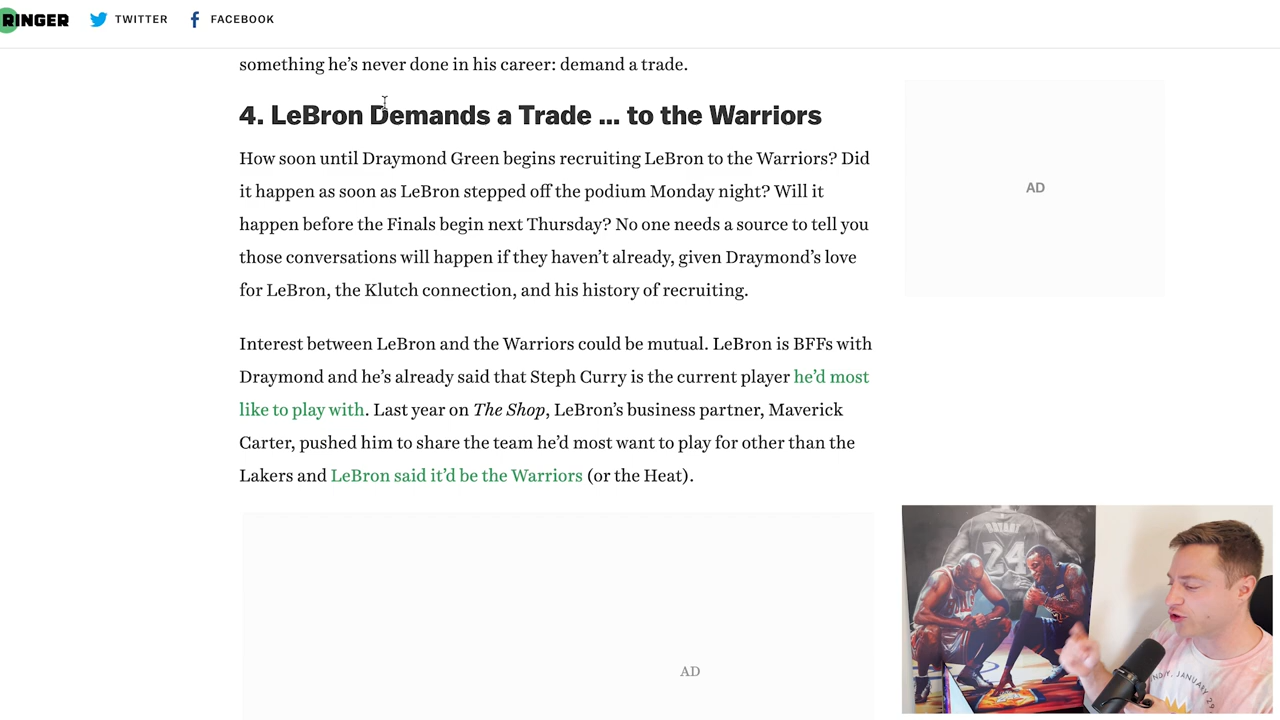 RINGER
TWITTER
FACEBOOK
something he’s never done in his career: demand a trade.
4. LeBron Demands a Trade ... to the Warriors
How soon until Draymond Green begins recruiting LeBron to the Warriors? Did
it happen as soon as LeBron stepped off the podium Monday night? Will it
happen before the Finals begin next Thursday? No one needs a source to tell you
those conversations will happen if they haven’t already, given Draymond’s love
for LeBron, the Klutch connection, and his history of recruiting.
Interest between LeBron and the Warriors could be mutual. LeBron is BFFs with
Draymond and he’s already said that Steph Curry is the current player he’d most
like to play with. Last year on The Shop, LeBron’s business partner, Maverick
Carter, pushed him to share the team he’d most want to play for other than the
Lakers and LeBron said it’d be the Warriors (or the Heat).
AD
AD
BRYANT
24
JANUARY 29